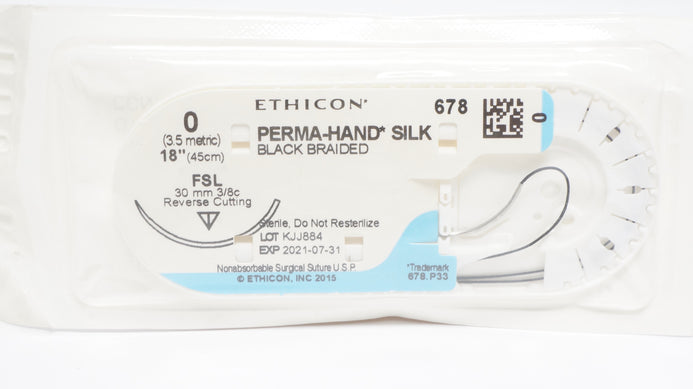 ETHICON*
678
0
(3.5 metric)
18" (45cm)
PERMA-HAND* SILK
BLACK BRAIDED
0
FSL
30 mm 3/8c
Reverse Cutting
Sterile, Do Not Resterilize
LOT KJJ884
EXP 2021-07-31
Nonabsorbable Surgical Suture U.S.P.
© ETHICON, INC 2015
*Trademark
678.P33